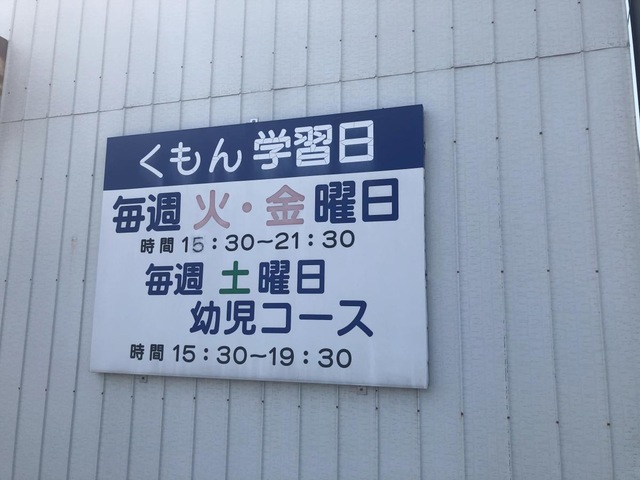 くもん 学習日
毎週 火・金 曜日
時間 15：30〜21：30
毎週 土 曜日
幼児コース
時間 15：30〜19：30